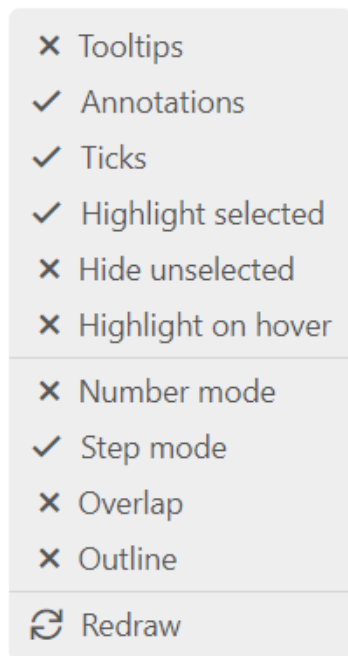 Tooltips
Annotations
Ticks
Highlight selected
Hide unselected
Highlight on hover
Number mode
Step mode
Overlap
Outline
Redraw